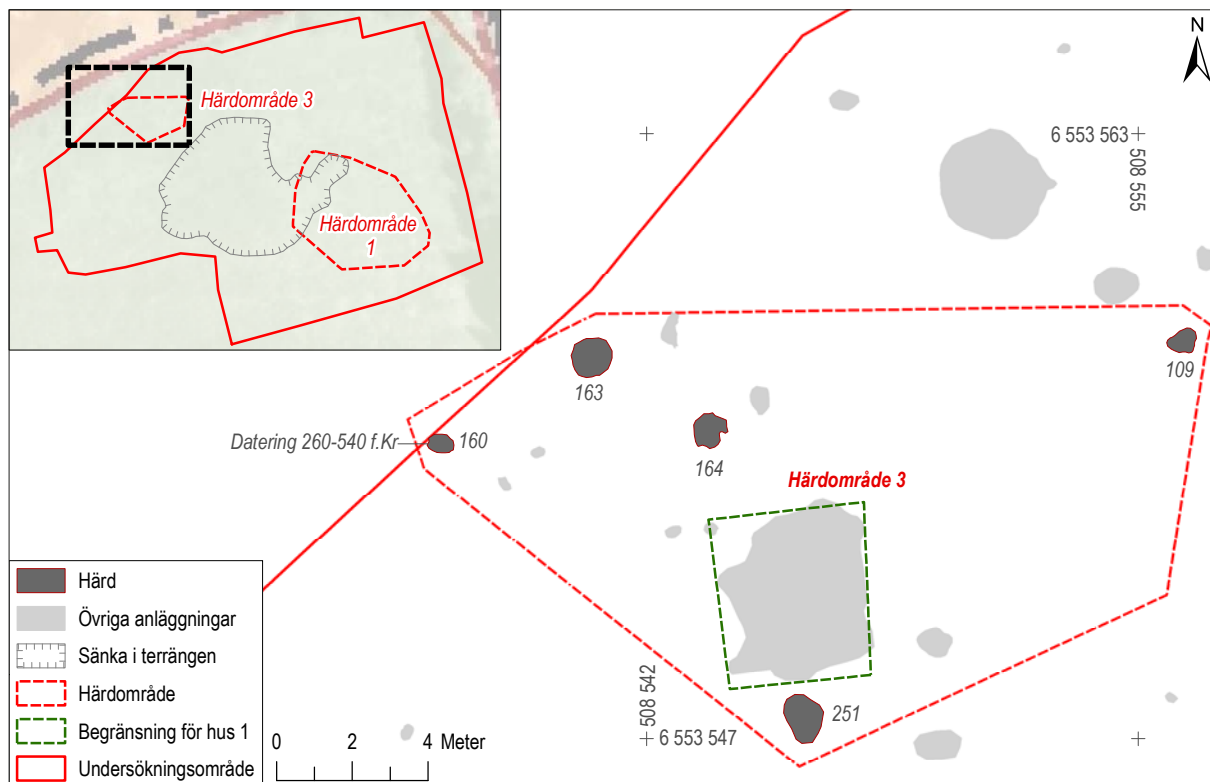 Härdområde 3
Härdområde
1
N
6 553 563
508 555
163
109
164
Datering 260-540 f.Kr
160
Härdområde 3
251
508 542
6 553 547
Härd
Övriga anläggningar
Sänka i terrängen
Härdområde
Begränsning för hus 1
Undersökningsområde
0 2 4 Meter